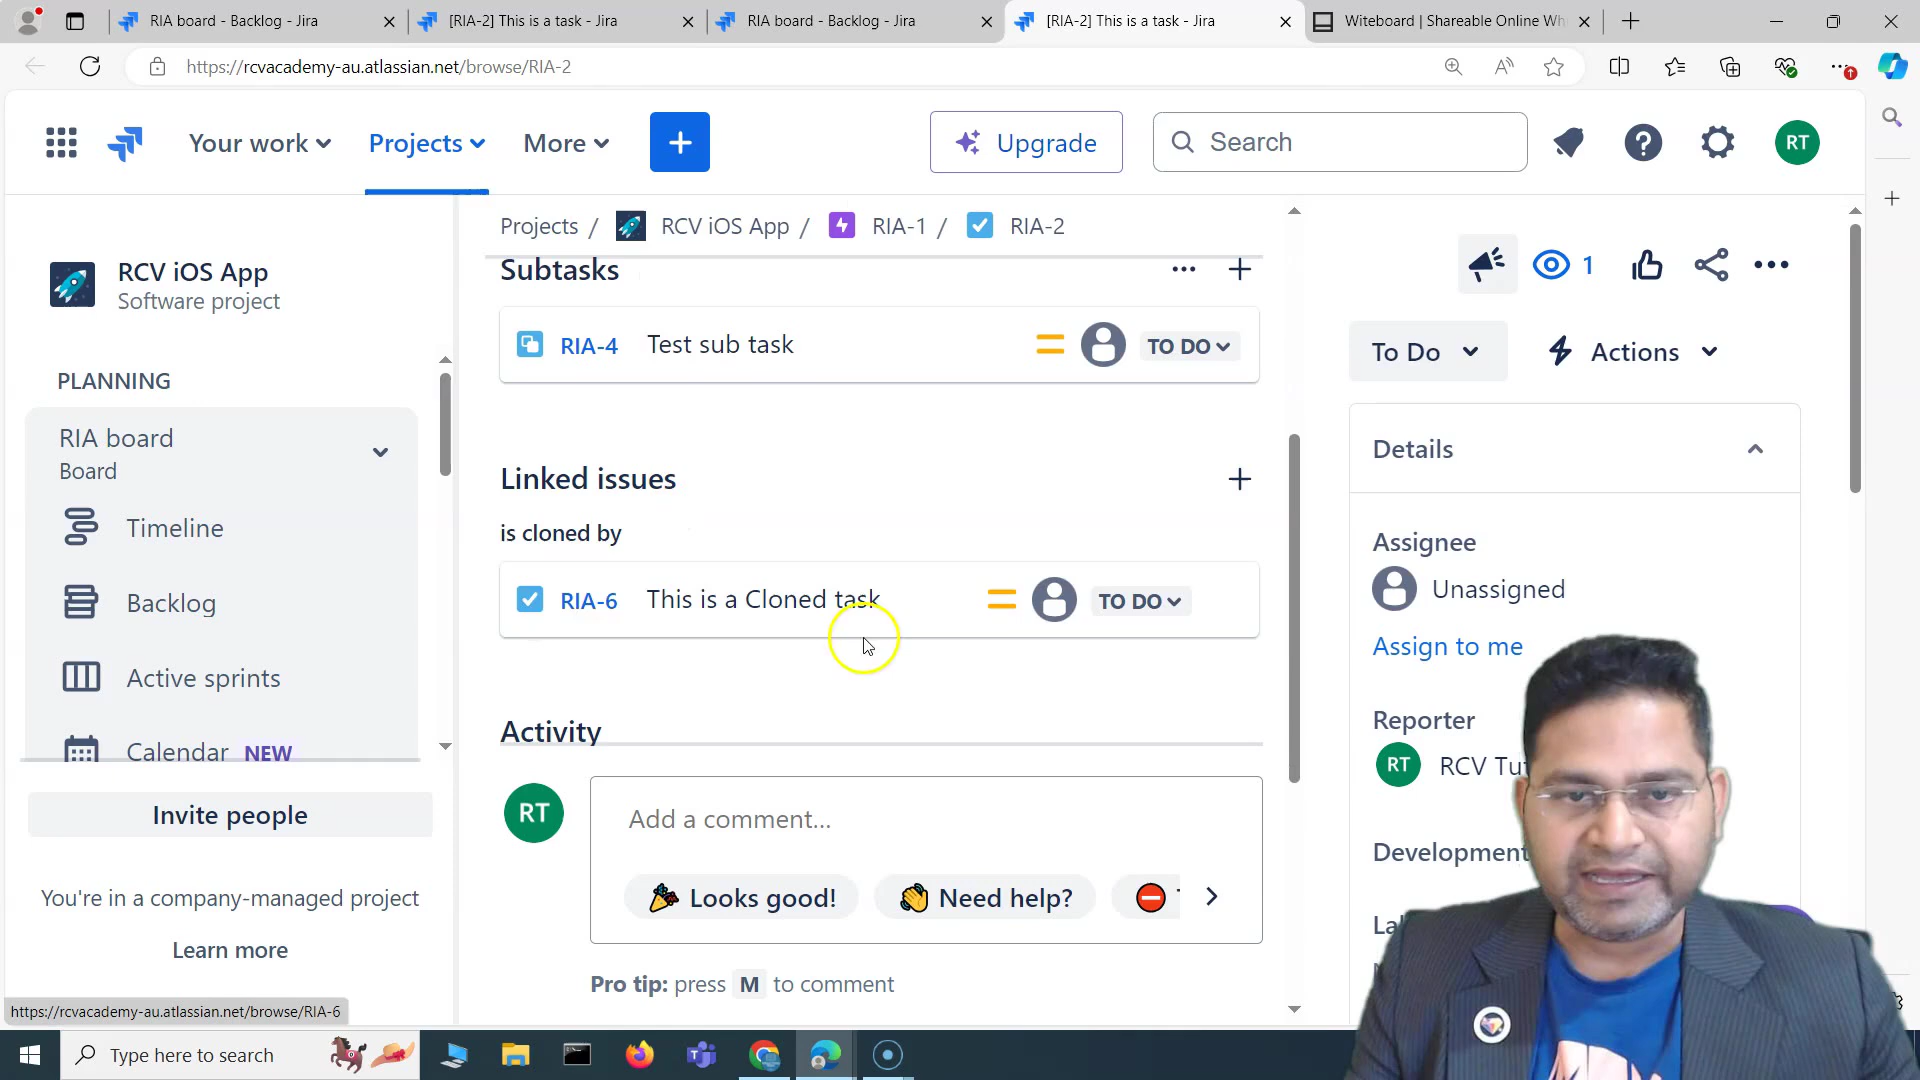 RIA board - Backlog - Jira
[RIA-2] This is a task - Jira
RIA board - Backlog - Jira
[RIA-2] This is a task - Jira
Witeboard | Shareable Online Wh
https://rcvacademy-au.atlassian.net/browse/RIA-2
Your work
Projects
More
Upgrade
Search
RT
RCV iOS App
Software project
PLANNING
RIA board
Board
Timeline
Backlog
Active sprints
Calendar NEW
Invite people
You're in a company-managed project
Learn more
https://rcvacademy-au.atlassian.net/browse/RIA-6
Projects / RCV iOS App / RIA-1 / RIA-2
Subtasks
RIA-4 Test sub task TO DO
Linked issues
is cloned by
RIA-6 This is a Cloned task TO DO
Activity
RT
Add a comment...
Looks good!
Need help?
Pro tip: press M to comment
1
To Do
Actions
Details
Assignee
Unassigned
Assign to me
Reporter
RT RCV Tut
Development
Type here to search